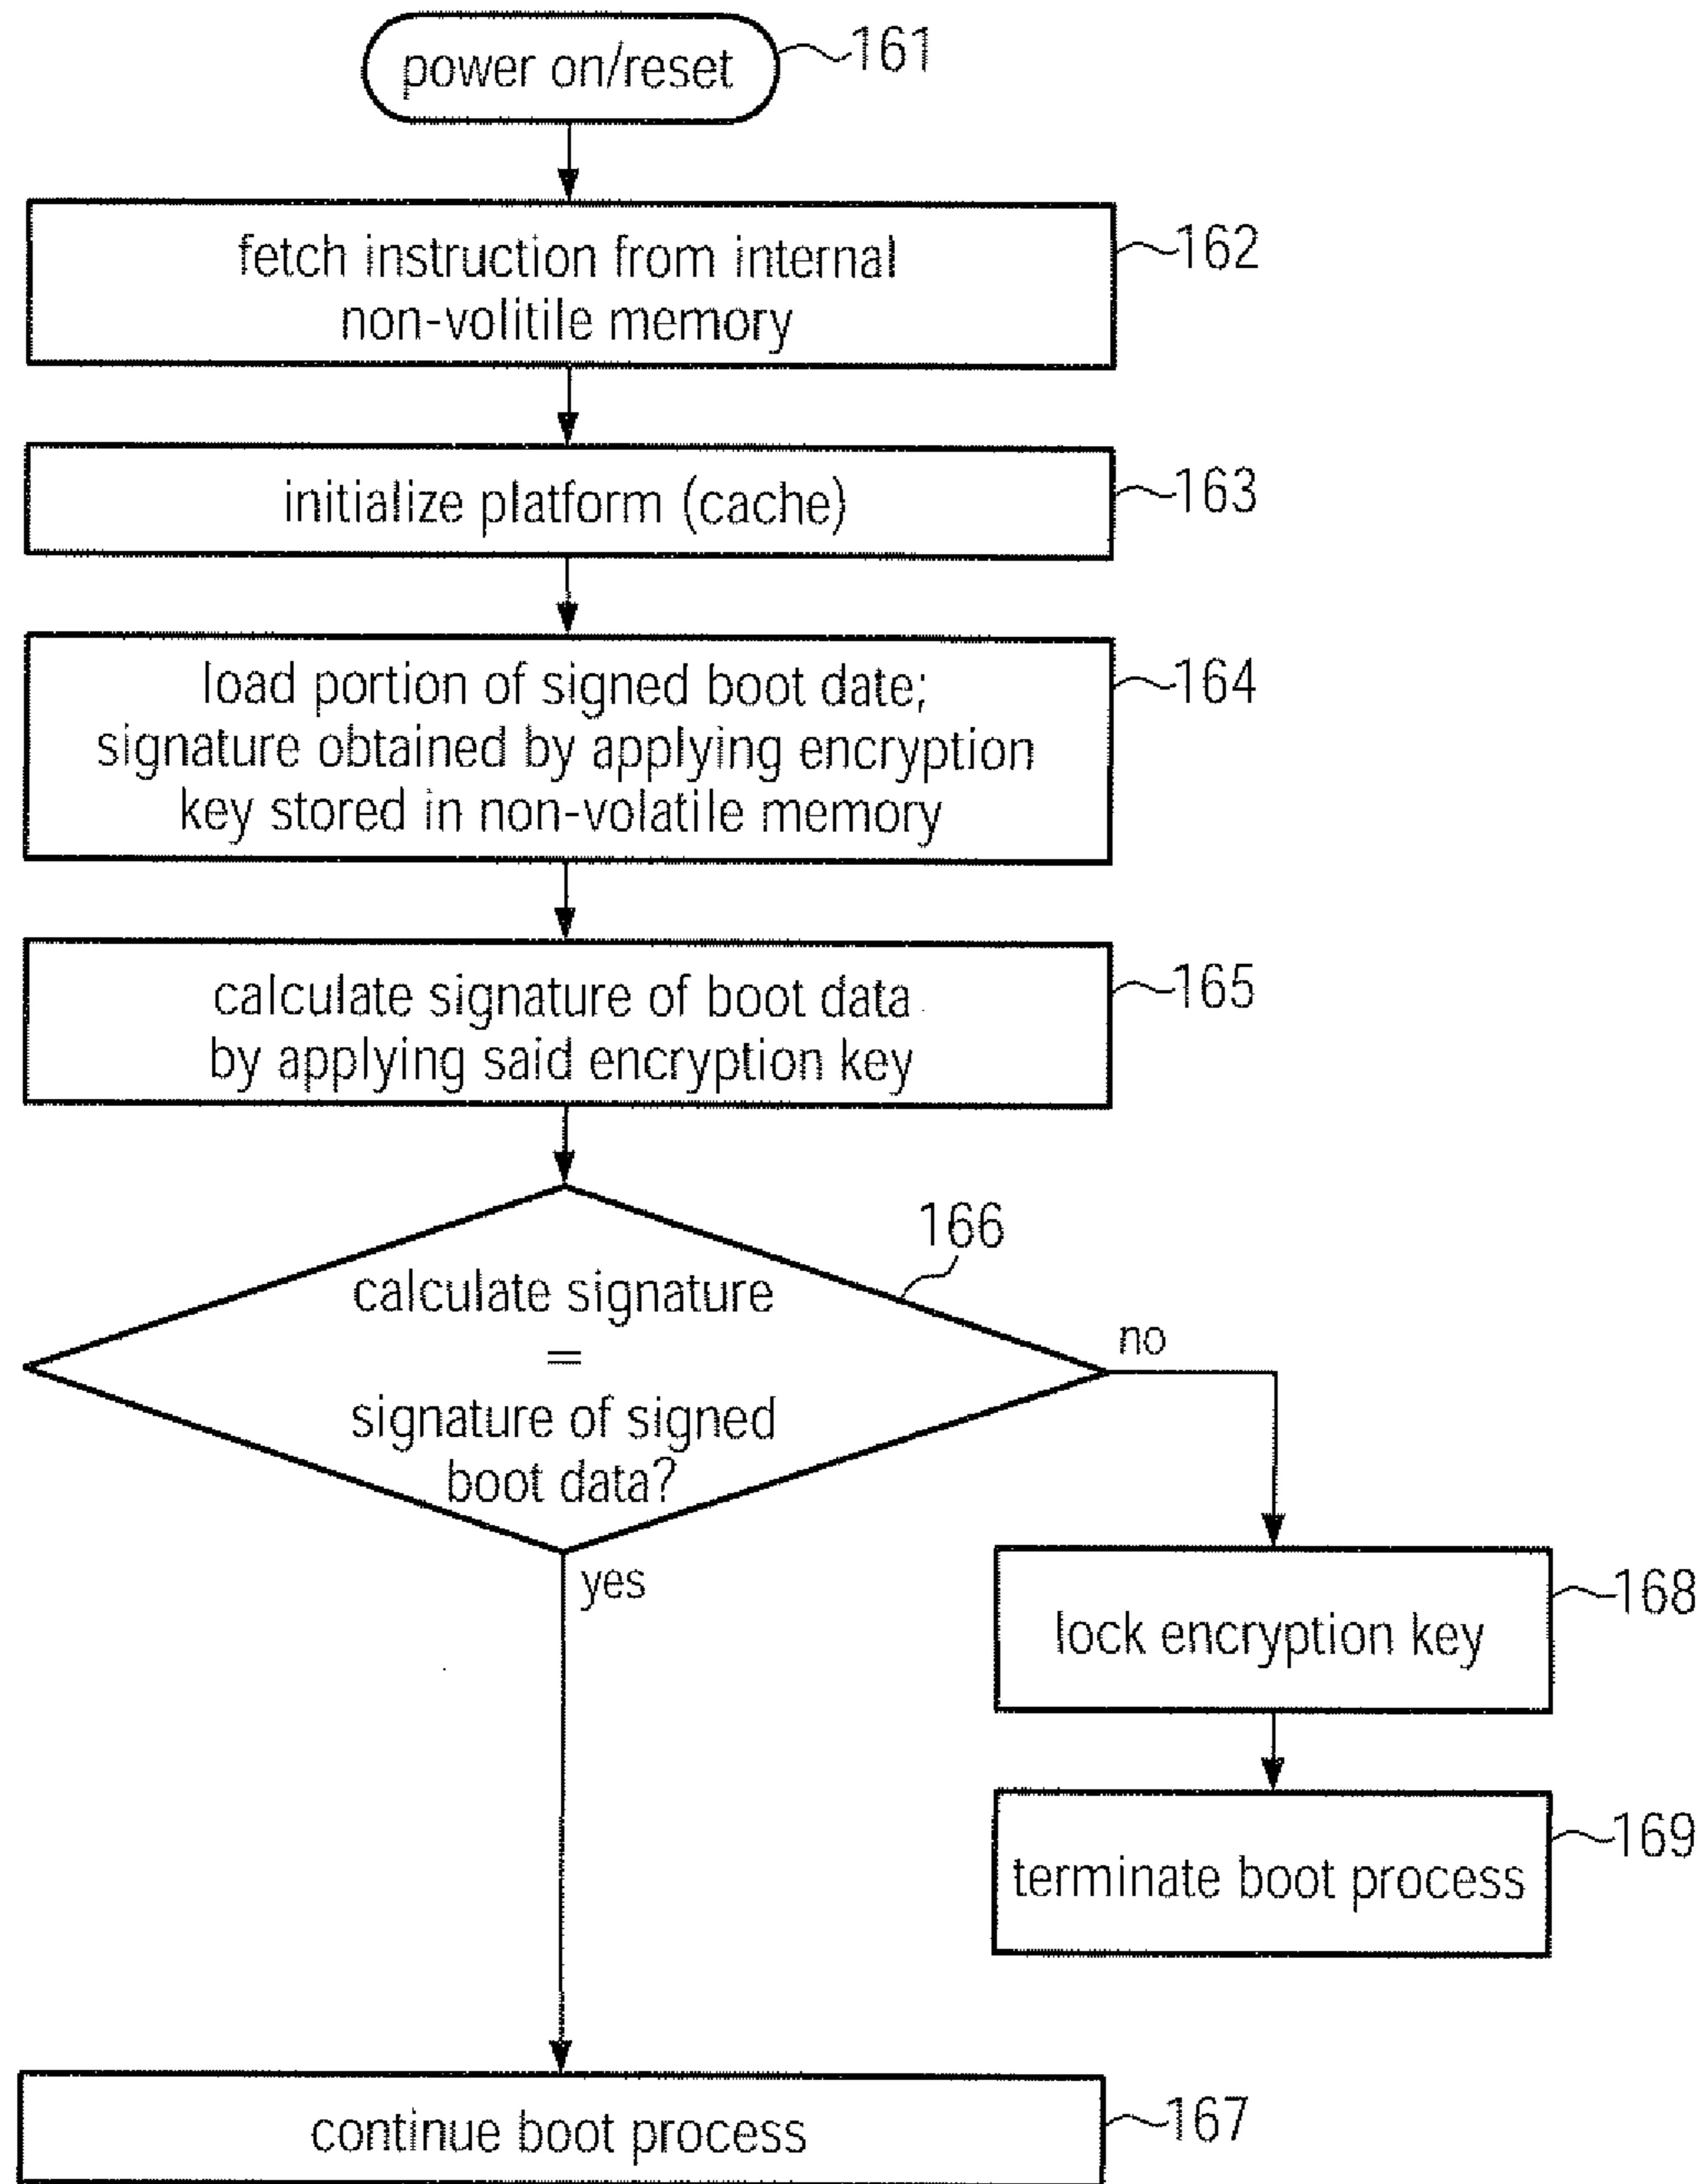 power on/reset
161
fetch instruction from internal
non-volitile memory
162
initialize platform (cache)
163
load portion of signed boot date;
signature obtained by applying encryption
key stored in non-volatile memory
164
calculate signature of boot data
by applying said encryption key
165
166
calculate signature
=
signature of signed
boot data?
no
yes
lock encryption key
168
terminate boot process
169
continue boot process
167